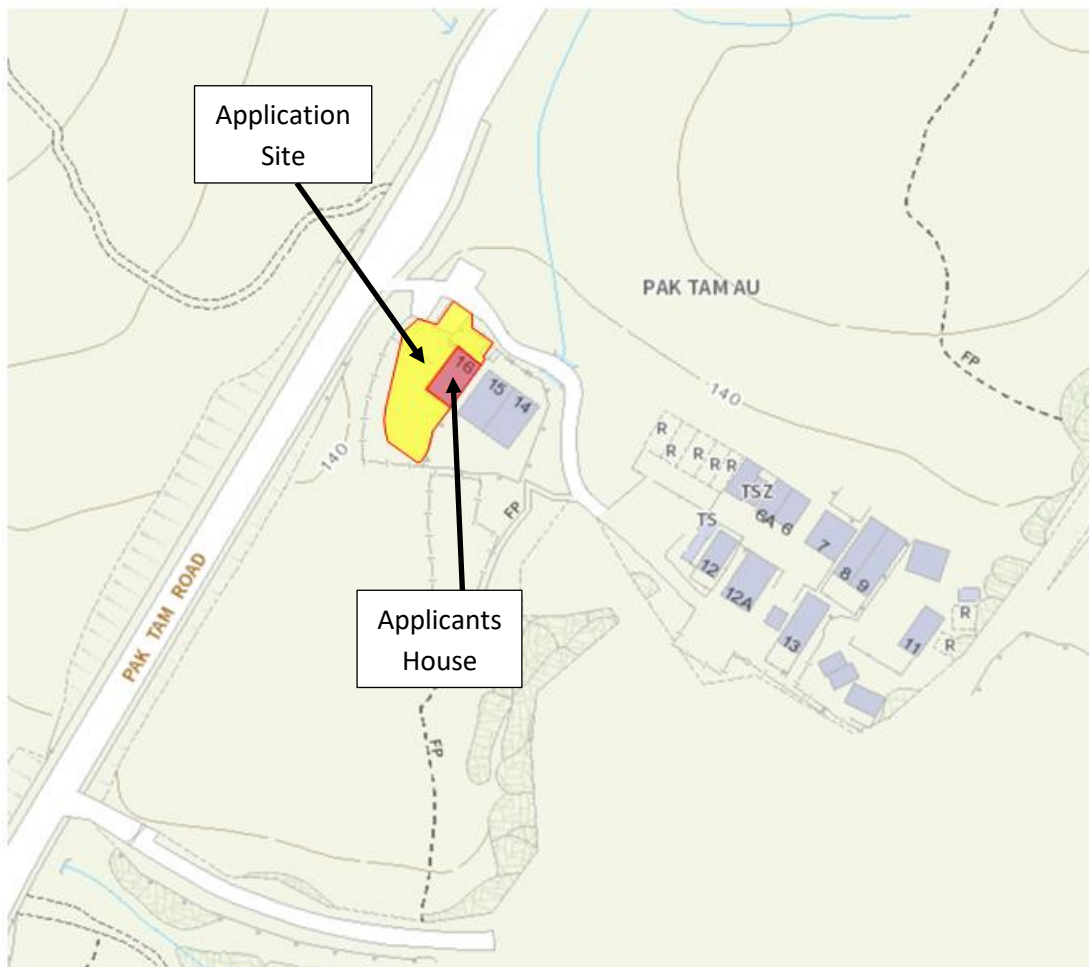 Application
Site
PAK TAM AU
FP
16
15
14
140
140
R
R
R
R
R
TSZ
6A
6
TS
7
FP
12
8
9
12A
PAK TAM ROAD
Applicants
House
13
11
R
R
FP